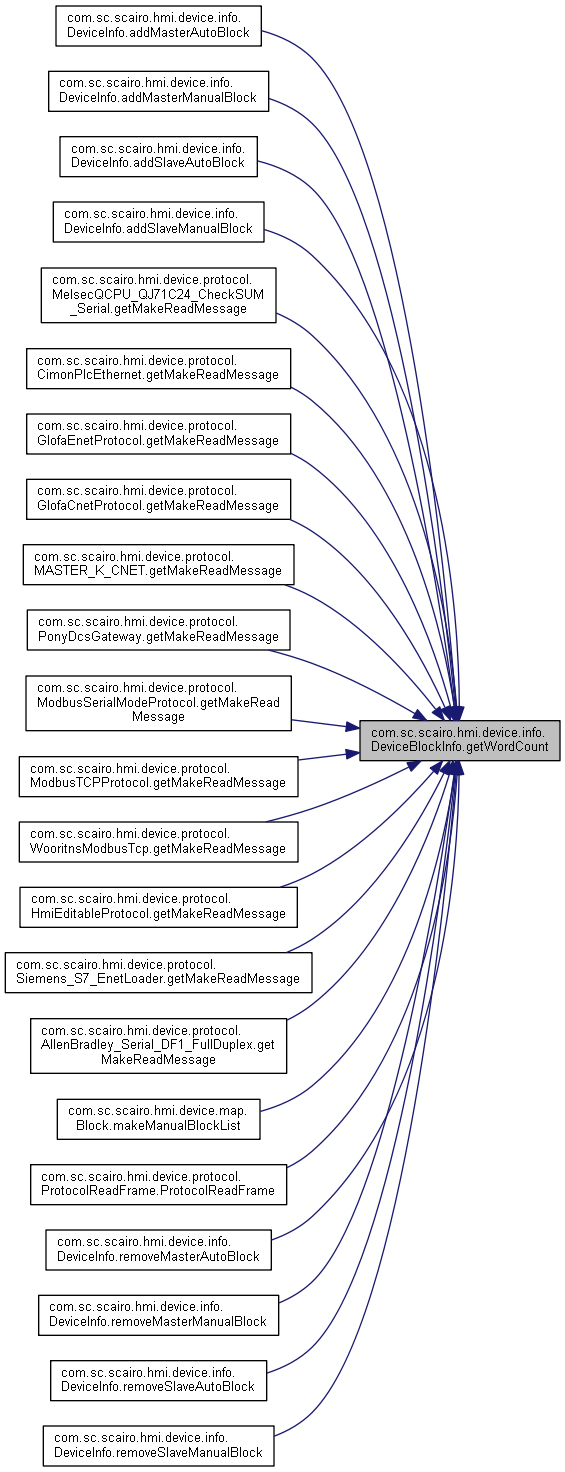 com.sc.scairo.hmi.device.info.
DeviceInfo.addMasterAutoBlock
com.sc.scairo.hmi.device.info.
DeviceInfo.addMasterManualBlock
com.sc.scairo.hmi.device.info.
DeviceInfo.addSlaveAutoBlock
com.sc.scairo.hmi.device.info.
DeviceInfo.addSlaveManualBlock
com.sc.scairo.hmi.device.protocol.
MelsecQCPU_QJ71C24_CheckSUM
_Serial.getMakeReadMessage
com.sc.scairo.hmi.device.protocol.
CimonPlcEthernet.getMakeReadMessage
com.sc.scairo.hmi.device.protocol.
GlofaEnetProtocol.getMakeReadMessage
com.sc.scairo.hmi.device.protocol.
GlofaCnetProtocol.getMakeReadMessage
com.sc.scairo.hmi.device.protocol.
MASTER_K_CNET.getMakeReadMessage
com.sc.scairo.hmi.device.protocol.
PonyDcsGateway.getMakeReadMessage
com.sc.scairo.hmi.device.protocol.
ModbusSerialModeProtocol.getMakeRead
Message
com.sc.scairo.hmi.device.info.
DeviceBlockInfo.getWordCount
com.sc.scairo.hmi.device.protocol.
ModbusTCPProtocol.getMakeReadMessage
com.sc.scairo.hmi.device.protocol.
WooritnsModbusTcp.getMakeReadMessage
com.sc.scairo.hmi.device.protocol.
HmiEditableProtocol.getMakeReadMessage
com.sc.scairo.hmi.device.protocol.
Siemens_S7_EnetLoader.getMakeReadMessage
com.sc.scairo.hmi.device.protocol.
AllenBradley_Serial_DF1_FullDuplex.get
MakeReadMessage
com.sc.scairo.hmi.device.map.
Block.makeManualBlockList
com.sc.scairo.hmi.device.protocol.
ProtocolReadFrame.ProtocolReadFrame
com.sc.scairo.hmi.device.info.
DeviceInfo.removeMasterAutoBlock
com.sc.scairo.hmi.device.info.
DeviceInfo.removeMasterManualBlock
com.sc.scairo.hmi.device.info.
DeviceInfo.removeSlaveAutoBlock
com.sc.scairo.hmi.device.info.
DeviceInfo.removeSlaveManualBlock